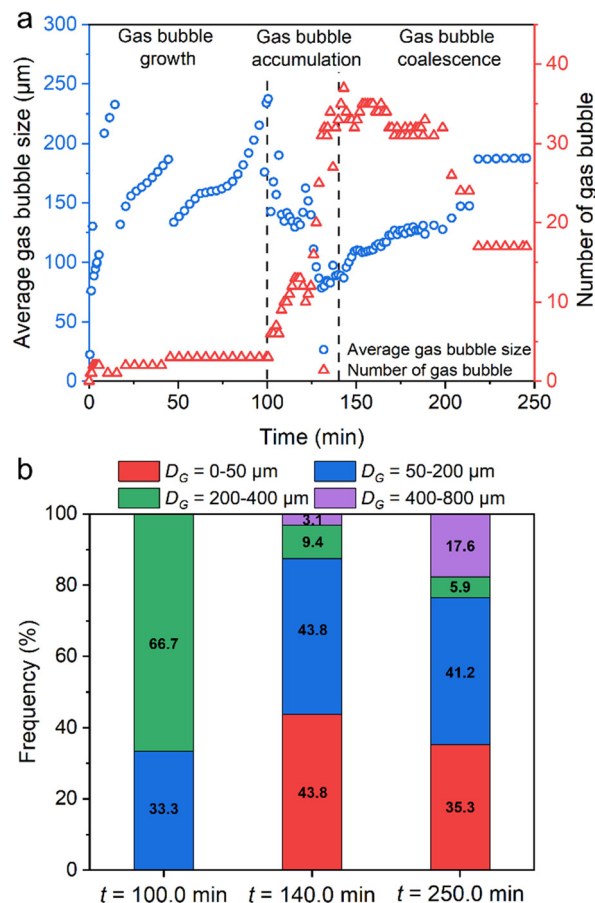 a
Gas bubble growth
Gas bubble accumulation
Gas bubble coalescence
Average gas bubble size (µm)
300
250
200
150
100
50
0
Number of gas bubble
40
30
20
10
0
Average gas bubble size
Number of gas bubble
0 50 100 150 200 250
Time (min)
b
D_G = 0-50 µm
D_G = 50-200 µm
D_G = 200-400 µm
D_G = 400-800 µm
Frequency (%)
100
80
60
40
20
0
66.7
33.3
3.1
9.4
43.8
43.8
17.6
5.9
41.2
35.3
t = 100.0 min t = 140.0 min t = 250.0 min